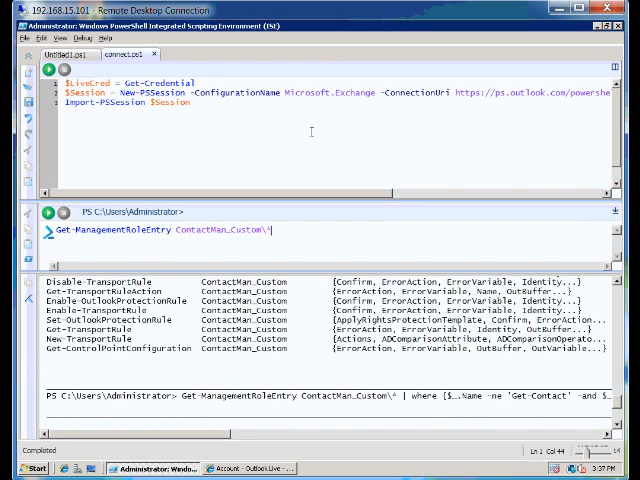 192.168.15.101 - Remote Desktop Connection
Administrator: Windows PowerShell Integrated Scripting Environment (ISE)
File Edit View Debug Help
Untitled1.ps1 connect.ps1
1 $LiveCred = Get-Credential
2 $Session = New-PSSession -ConfigurationName Microsoft.Exchange -ConnectionUri https://ps.outlook.com/powershe
3 Import-PSSession $Session
PS C:\Users\Administrator>
Get-ManagementRoleEntry ContactMan_Custom\*
Disable-TransportRule ContactMan_Custom {Confirm, ErrorAction, ErrorVariable, Identity...}
Get-TransportRuleAction ContactMan_Custom {ErrorAction, ErrorVariable, Name, OutBuffer...}
Enable-OutlookProtectionRule ContactMan_Custom {Confirm, ErrorAction, ErrorVariable, Identity...}
Enable-TransportRule ContactMan_Custom {Confirm, ErrorAction, ErrorVariable, Identity...}
Set-OutlookProtectionRule ContactMan_Custom {ApplyRightsProtectionTemplate, Confirm, ErrorAction...
Get-TransportRule ContactMan_Custom {ErrorAction, ErrorVariable, Identity, OutBuffer...}
New-TransportRule ContactMan_Custom {Actions, ADComparisonAttribute, ADComparisonOperato...
Get-ControlPointConfiguration ContactMan_Custom {ErrorAction, ErrorVariable, OutBuffer, OutVariable...}
PS C:\Users\Administrator> Get-ManagementRoleEntry ContactMan_Custom\* | where {$_.Name -ne 'Get-Contact' -and $_
Completed
Ln 1 Col 44
14
Start
Administrator: Windo...
Account - Outlook Live - ...
3:37 PM